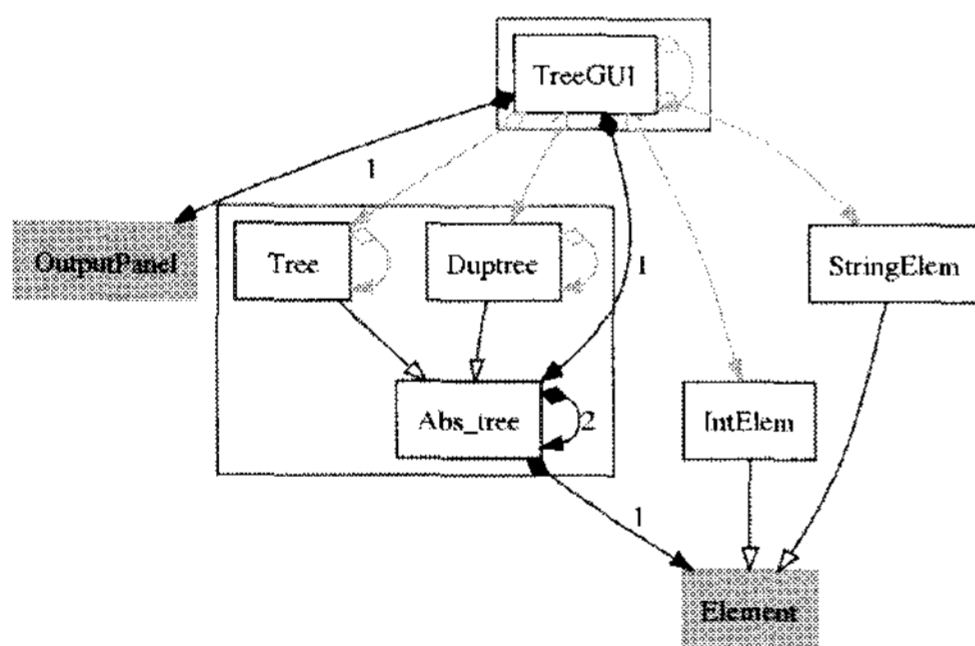 TreeGUI
1
OutputPanel
Tree
Duptree
1
StringElem
Abs_tree
2
IntElem
1
Element